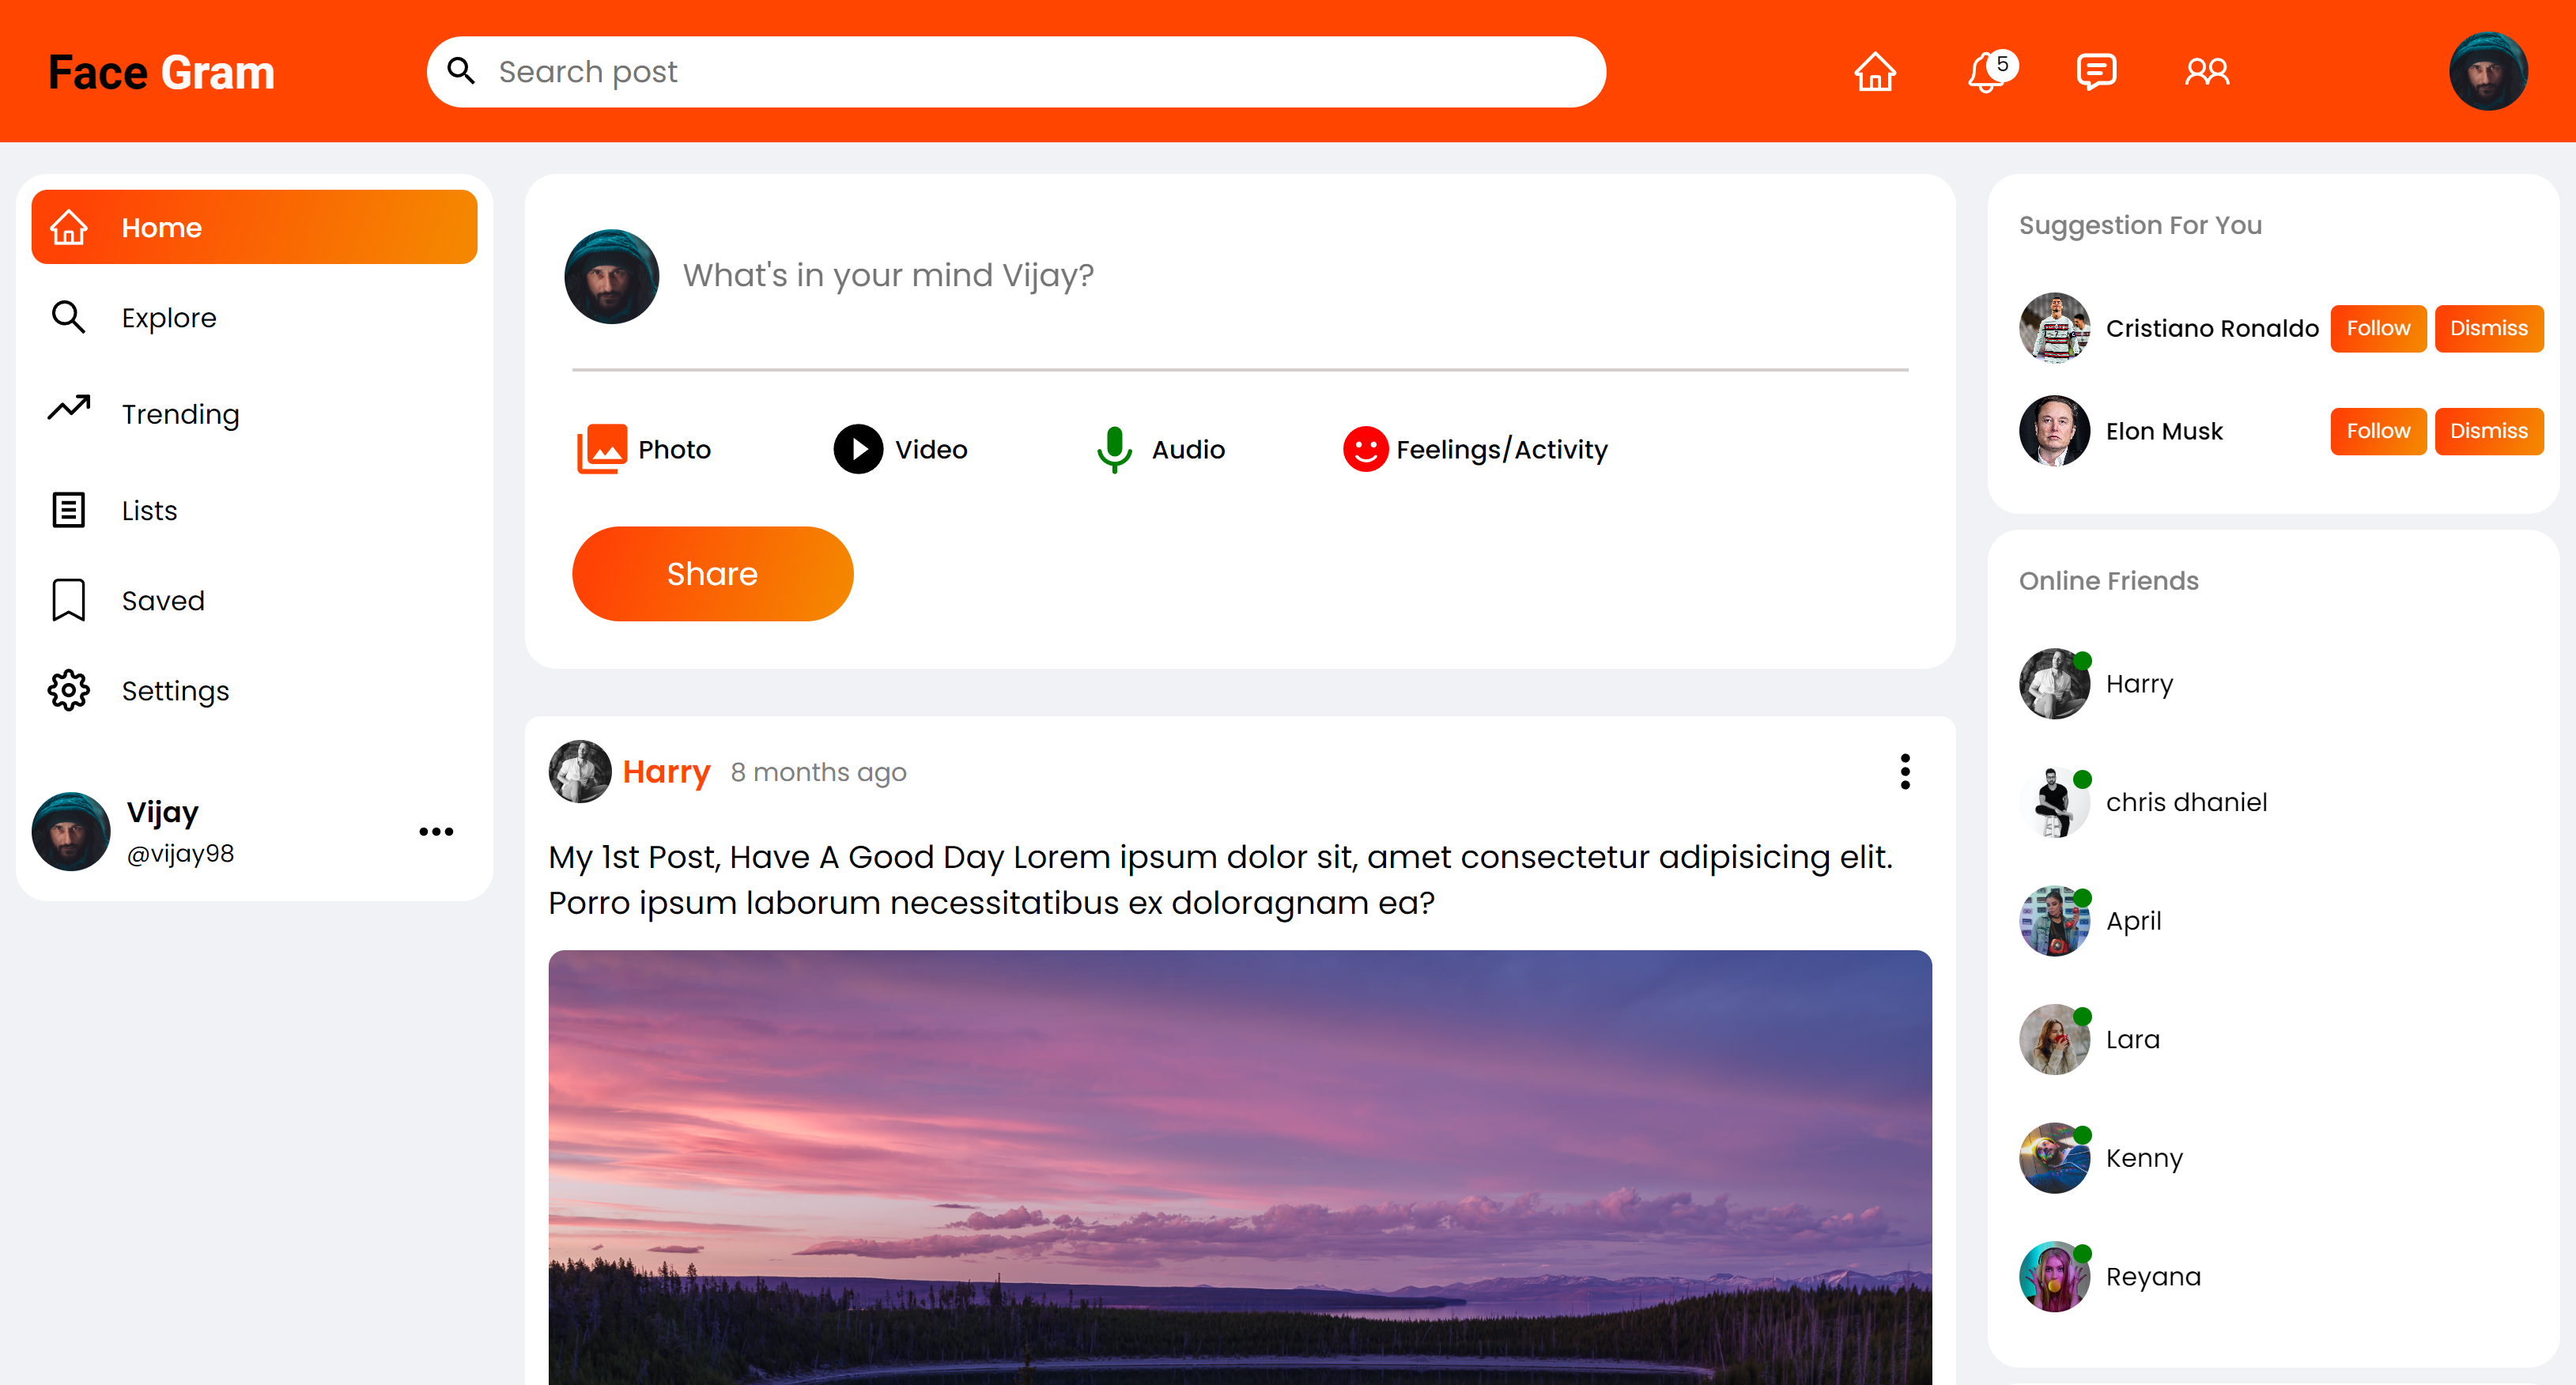 Face Gram
Search post
5
Home
Explore
Trending
Lists
Saved
Settings
Vijay
@vijay98
What's in your mind Vijay?
Photo
Video
Audio
Feelings/Activity
Share
Harry 8 months ago
My 1st Post, Have A Good Day Lorem ipsum dolor sit, amet consectetur adipisicing elit.
Porro ipsum laborum necessitatibus ex doloragnam ea?
Suggestion For You
Cristiano Ronaldo Follow Dismiss
Elon Musk Follow Dismiss
Online Friends
Harry
chris dhaniel
April
Lara
Kenny
Reyana